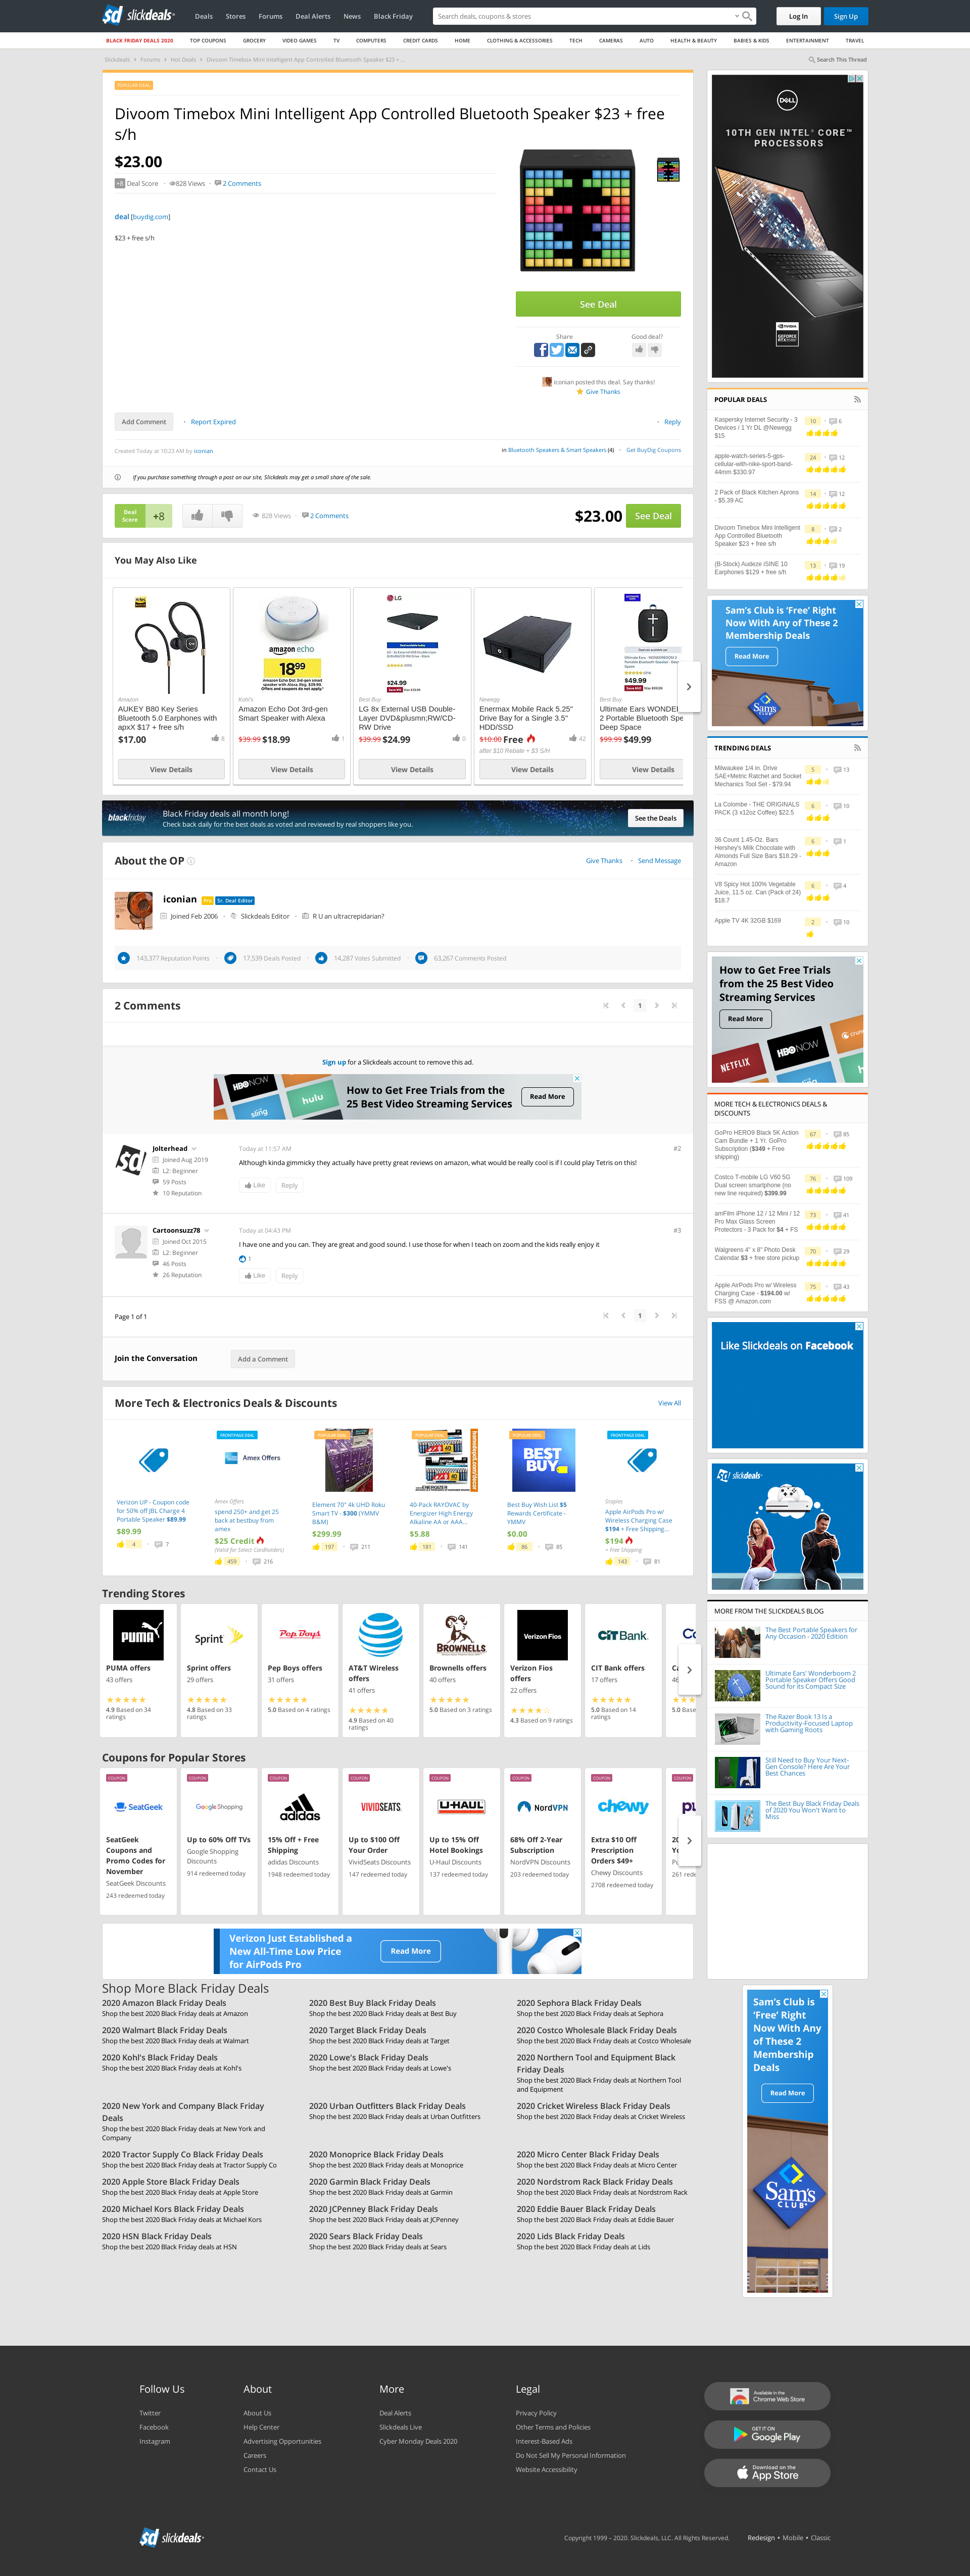 sd slickdeals
Deals
Stores
Forums
Deal Alerts
News
Black Friday
Search deals, coupons & stores
Log In
Sign Up
BLACK FRIDAY DEALS 2020
TOP COUPONS
GROCERY
VIDEO GAMES
TV
COMPUTERS
CREDIT CARDS
HOME
CLOTHING & ACCESSORIES
TECH
CAMERAS
AUTO
HEALTH & BEAUTY
BABIES & KIDS
ENTERTAINMENT
TRAVEL
Slickdeals
Forums
Hot Deals
Divoom Timebox Mini Intelligent App Controlled Bluetooth Speaker $23 + ...
Search This Thread
POPULAR DEAL
Divoom Timebox Mini Intelligent App Controlled Bluetooth Speaker $23 + free
s/h
$23.00
+8 Deal Score
828 Views
2 Comments
deal [buydig.com]
$23 + free s/h
See Deal
Share
Good deal?
iconian posted this deal. Say thanks!
Give Thanks
Add Comment
Report Expired
Reply
Created Today at 10:23 AM by iconian
in Bluetooth Speakers & Smart Speakers (4)
Get BuyDig Coupons
If you purchase something through a post on our site, Slickdeals may get a small share of the sale.
Deal
Score
+8
828 Views
2 Comments
$23.00
See Deal
You May Also Like
Amazon
AUKEY B80 Key Series
Bluetooth 5.0 Earphones with
aptX $17 + free s/h
$17.00
8
View Details
amazon echo
18.99
Kohl's
Amazon Echo Dot 3rd-gen
Smart Speaker with Alexa
$39.99 $18.99
1
View Details
LG
$24.99
Best Buy
LG 8x External USB Double-
Layer DVD&plusmn;RW/CD-
RW Drive
$39.99 $24.99
0
View Details
Newegg
Enermax Mobile Rack 5.25"
Drive Bay for a Single 3.5"
HDD/SSD
$10.00 Free
42
after $10 Rebate + $3 S/H
View Details
$49.99
Best Buy
Ultimate Ears WONDER
2 Portable Bluetooth Spe
Deep Space
$99.99 $49.99
View Details
blackfriday
Black Friday deals all month long!
Check back daily for the best deals as voted and reviewed by real shoppers like you.
See the Deals
About the OP
Give Thanks
Send Message
iconian Pro Sr. Deal Editor
Joined Feb 2006
Slickdeals Editor
R U an ultracrepidarian?
143,377 Reputation Points
17,539 Deals Posted
14,287 Votes Submitted
63,267 Comments Posted
2 Comments
1
Sign up for a Slickdeals account to remove this ad.
HBO NOW
sling
hulu
How to Get Free Trials from the
25 Best Video Streaming Services
Read More
sd
Jolterhead
Joined Aug 2019
L2: Beginner
59 Posts
10 Reputation
Today at 11:57 AM
#2
Although kinda gimmicky they actually have pretty great reviews on amazon, what would be really cool is if I could play Tetris on this!
Like
Reply
Cartoonsuzz78
Joined Oct 2015
L2: Beginner
46 Posts
26 Reputation
Today at 04:43 PM
#3
I have one and you can. They are great and good sound. I use those for when I teach on zoom and the kids really enjoy it
1
Like
Reply
Page 1 of 1
1
Join the Conversation
Add a Comment
More Tech & Electronics Deals & Discounts
View All
Verizon UP - Coupon code
for 50% off JBL Charge 4
Portable Speaker $89.99
$89.99
4
7
FRONTPAGE DEAL
Amex Offers
Amex Offers
spend 250+ and get 25
back at bestbuy from
amex
$25 Credit
(Valid for Select Cardholders)
459
216
POPULAR DEAL
Element 70" 4k UHD Roku
Smart TV - $300 (YMMV
B&M)
$299.99
197
211
POPULAR DEAL
40-Pack RAYOVAC by
Energizer High Energy
Alkaline AA or AAA...
$5.88
181
141
POPULAR DEAL
BEST
BUY
Best Buy Wish List $5
Rewards Certificate -
YMMV
$0.00
86
85
FRONTPAGE DEAL
Staples
Apple AirPods Pro w/
Wireless Charging Case
$194 + Free Shipping...
$194
+ Free Shipping
143
81
Trending Stores
PUMA
PUMA offers
43 offers
4.9 Based on 34
ratings
Sprint
Sprint offers
29 offers
4.8 Based on 33
ratings
Pep Boys
Pep Boys offers
31 offers
5.0 Based on 4 ratings
AT&T
AT&T Wireless
offers
41 offers
4.9 Based on 40
ratings
BROWNELLS
Brownells offers
40 offers
5.0 Based on 3 ratings
Verizon Fios
Verizon Fios
offers
22 offers
4.3 Based on 9 ratings
CIT Bank
CIT Bank offers
17 offers
5.0 Based on 14
ratings
Co
Ca
46
5.0 Base
Coupons for Popular Stores
COUPON
SeatGeek
SeatGeek
Coupons and
Promo Codes for
November
SeatGeek Discounts
243 redeemed today
COUPON
Google Shopping
Up to 60% Off TVs
Google Shopping
Discounts
914 redeemed today
COUPON
adidas
15% Off + Free
Shipping
adidas Discounts
1948 redeemed today
COUPON
VIVIDSEATS
Up to $100 Off
Your Order
VividSeats Discounts
147 redeemed today
COUPON
U-HAUL
Up to 15% Off
Hotel Bookings
U-Haul Discounts
137 redeemed today
COUPON
NordVPN
68% Off 2-Year
Subscription
NordVPN Discounts
203 redeemed today
COUPON
chewy
Extra $10 Off
Prescription
Orders $49+
Chewy Discounts
2708 redeemed today
COUPON
pu
20
Yo
261 rede
Verizon Just Established a
New All-Time Low Price
for AirPods Pro
Read More
Shop More Black Friday Deals
2020 Amazon Black Friday Deals
Shop the best 2020 Black Friday deals at Amazon
2020 Best Buy Black Friday Deals
Shop the best 2020 Black Friday deals at Best Buy
2020 Sephora Black Friday Deals
Shop the best 2020 Black Friday deals at Sephora
2020 Walmart Black Friday Deals
Shop the best 2020 Black Friday deals at Walmart
2020 Target Black Friday Deals
Shop the best 2020 Black Friday deals at Target
2020 Costco Wholesale Black Friday Deals
Shop the best 2020 Black Friday deals at Costco Wholesale
2020 Kohl's Black Friday Deals
Shop the best 2020 Black Friday deals at Kohl's
2020 Lowe's Black Friday Deals
Shop the best 2020 Black Friday deals at Lowe's
2020 Northern Tool and Equipment Black
Friday Deals
Shop the best 2020 Black Friday deals at Northern Tool
and Equipment
2020 New York and Company Black Friday
Deals
Shop the best 2020 Black Friday deals at New York and
Company
2020 Urban Outfitters Black Friday Deals
Shop the best 2020 Black Friday deals at Urban Outfitters
2020 Cricket Wireless Black Friday Deals
Shop the best 2020 Black Friday deals at Cricket Wireless
2020 Tractor Supply Co Black Friday Deals
Shop the best 2020 Black Friday deals at Tractor Supply Co
2020 Monoprice Black Friday Deals
Shop the best 2020 Black Friday deals at Monoprice
2020 Micro Center Black Friday Deals
Shop the best 2020 Black Friday deals at Micro Center
2020 Apple Store Black Friday Deals
Shop the best 2020 Black Friday deals at Apple Store
2020 Garmin Black Friday Deals
Shop the best 2020 Black Friday deals at Garmin
2020 Nordstrom Rack Black Friday Deals
Shop the best 2020 Black Friday deals at Nordstrom Rack
2020 Michael Kors Black Friday Deals
Shop the best 2020 Black Friday deals at Michael Kors
2020 JCPenney Black Friday Deals
Shop the best 2020 Black Friday deals at JCPenney
2020 Eddie Bauer Black Friday Deals
Shop the best 2020 Black Friday deals at Eddie Bauer
2020 HSN Black Friday Deals
Shop the best 2020 Black Friday deals at HSN
2020 Sears Black Friday Deals
Shop the best 2020 Black Friday deals at Sears
2020 Lids Black Friday Deals
Shop the best 2020 Black Friday deals at Lids
DELL
10TH GEN INTEL® CORE™
PROCESSORS
NVIDIA
GEFORCE
RTX
POPULAR DEALS
Kaspersky Internet Security - 3
Devices / 1 Yr DL @Newegg
$15
10
6
apple-watch-series-5-gps-
cellular-with-nike-sport-band-
44mm $330.97
24
12
2 Pack of Black Kitchen Aprons
- $5.39 AC
14
12
Divoom Timebox Mini Intelligent
App Controlled Bluetooth
Speaker $23 + free s/h
8
2
(B-Stock) Audeze iSINE 10
Earphones $129 + free s/h
13
19
Sam's Club is 'Free' Right
Now With Any of These 2
Membership Deals
Read More
Sam's
CLUB
TRENDING DEALS
Milwaukee 1/4 in. Drive
SAE+Metric Ratchet and Socket
Mechanics Tool Set - $79.94
5
13
La Colombe - THE ORIGINALS
PACK (3 x12oz Coffee) $22.5
6
10
36 Count 1.45-Oz. Bars
Hershey's Milk Chocolate with
Almonds Full Size Bars $18.29 -
Amazon
6
1
V8 Spicy Hot 100% Vegetable
Juice, 11.5 oz. Can (Pack of 24)
$18.7
6
4
Apple TV 4K 32GB $169
2
10
How to Get Free Trials
from the 25 Best Video
Streaming Services
Read More
NETFLIX
HBO NOW
hulu
MORE TECH & ELECTRONICS DEALS &
DISCOUNTS
GoPro HERO9 Black 5K Action
Cam Bundle + 1 Yr. GoPro
Subscription ($349 + Free
shipping)
67
85
Costco T-mobile LG V60 5G
Dual screen smartphone (no
new line required) $399.99
76
109
amFilm iPhone 12 / 12 Mini / 12
Pro Max Glass Screen
Protectors - 3 Pack for $4 + FS
73
41
Walgreens 4" x 8" Photo Desk
Calendar $3 + free store pickup
70
29
Apple AirPods Pro w/ Wireless
Charging Case - $194.00 w/
FSS @ Amazon.com
75
43
Like Slickdeals on Facebook
sd slickdeals
MORE FROM THE SLICKDEALS BLOG
The Best Portable Speakers for
Any Occasion - 2020 Edition
Ultimate Ears' Wonderboom 2
Portable Speaker Offers Good
Sound for its Compact Size
The Razer Book 13 Is a
Productivity-Focused Laptop
with Gaming Roots
Still Need to Buy Your Next-
Gen Console? Here Are Your
Best Chances
The Best Buy Black Friday Deals
of 2020 You Won't Want to
Miss
Sam's Club is
'Free' Right
Now With Any
of These 2
Membership
Deals
Read More
Sam's
CLUB
Follow Us
Twitter
Facebook
Instagram
About
About Us
Help Center
Advertising Opportunities
Careers
Contact Us
More
Deal Alerts
Slickdeals Live
Cyber Monday Deals 2020
Legal
Privacy Policy
Other Terms and Policies
Interest-Based Ads
Do Not Sell My Personal Information
Website Accessibility
Available in the
Chrome Web Store
GET IT ON
Google Play
Download on the
App Store
sd slickdeals
Copyright 1999 – 2020. Slickdeals, LLC. All Rights Reserved.
Redesign • Mobile • Classic